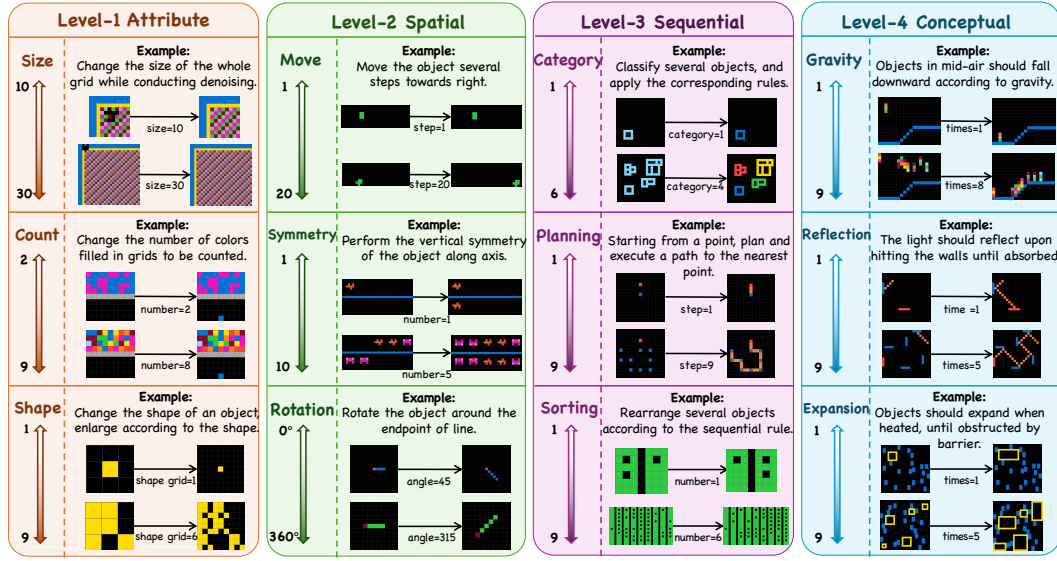 Level-1 Attribute
Size
10
30
Example:
Change the size of the whole
grid while conducting denoising.
size=10
size=30
Count
2
9
Example:
Change the number of colors
filled in grids to be counted.
number=2
number=8
Shape
1
9
Example:
Change the shape of an object,
enlarge according to the shape.
shape grid=1
shape grid=6
Level-2 Spatial
Move
1
20
Example:
Move the object several
steps towards right.
step=1
step=20
Symmetry
1
10
Example:
Perform the vertical symmetry
of the object along axis.
number=1
number=5
Rotation
0°
360°
Example:
Rotate the object around the
endpoint of line.
angle=45
angle=315
Level-3 Sequential
Category
1
6
Example:
Classify several objects, and
apply the corresponding rules.
category=1
category=4
Planning
1
9
Example:
Starting from a point, plan and
execute a path to the nearest
point.
step=1
step=9
Sorting
1
9
Example:
Rearrange several objects
according to the sequential rule.
number=1
number=6
Level-4 Conceptual
Gravity
1
9
Example:
Objects in mid-air should fall
downward according to gravity.
times=1
times=8
Reflection
1
9
Example:
The light should reflect upon
hitting the walls until absorbed.
time =1
times=5
Expansion
1
9
Example:
Objects should expand when
heated, until obstructed by
barrier.
times=1
times=5